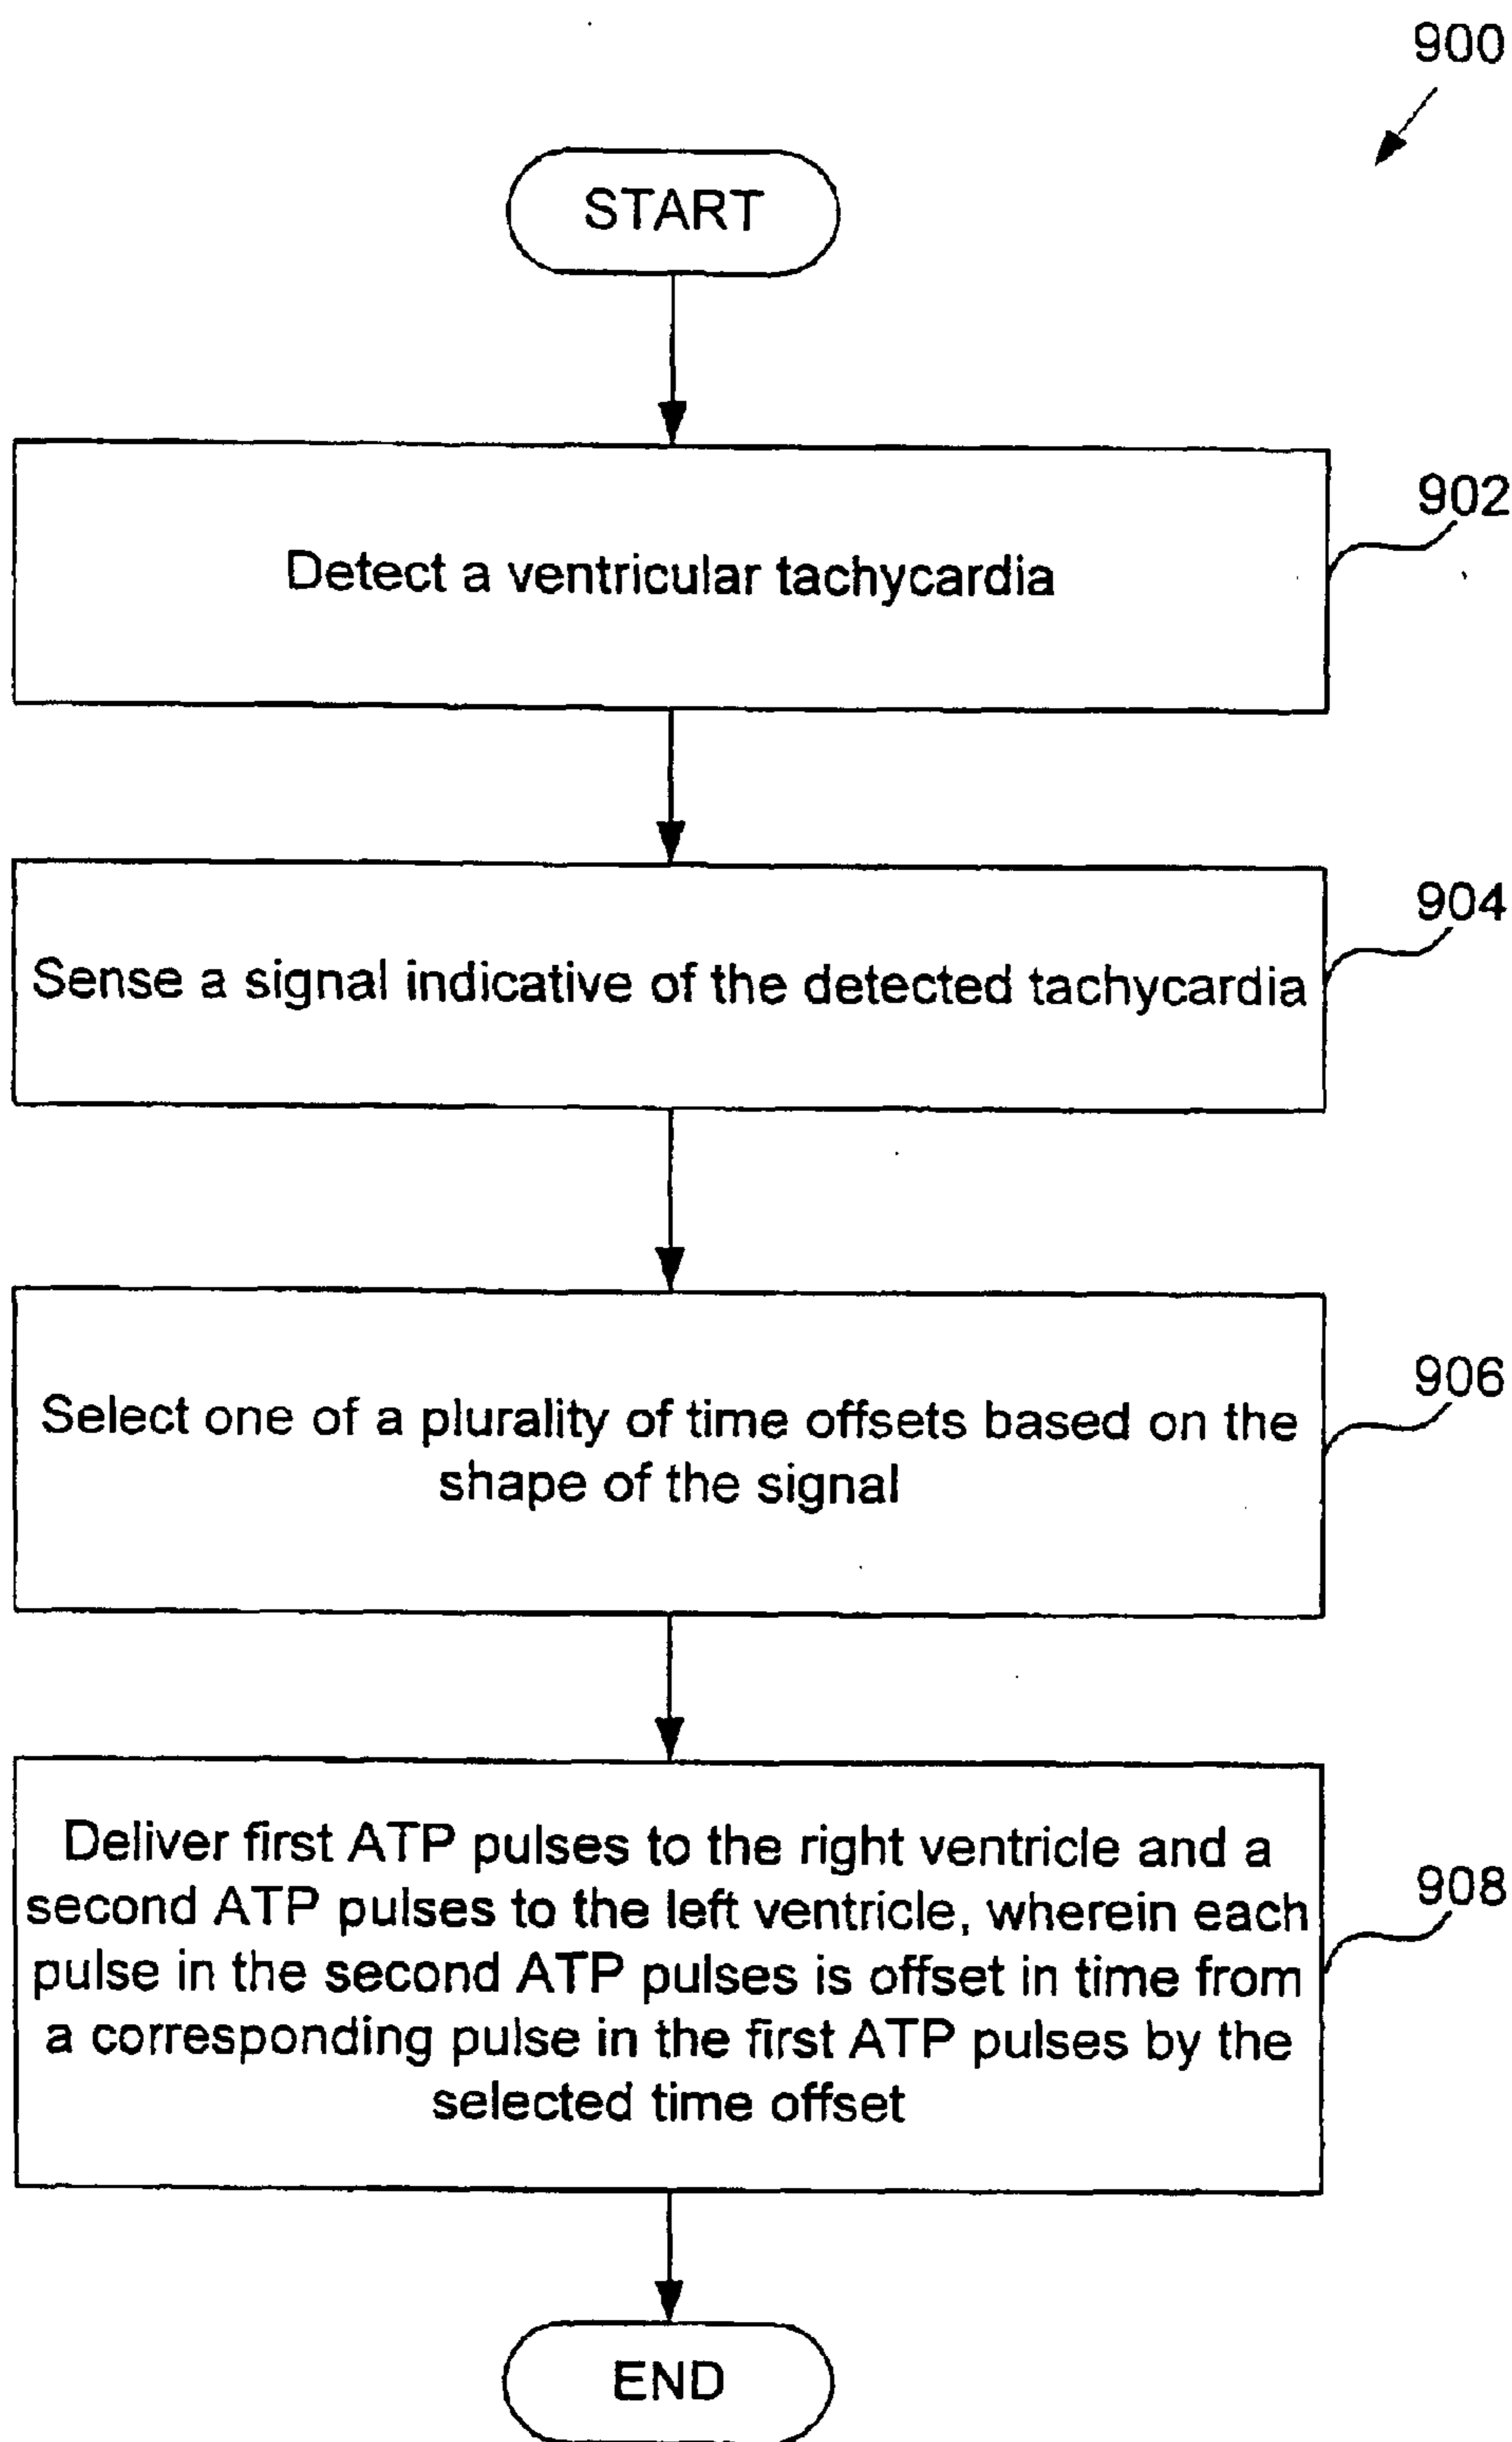 900
START
Detect a ventricular tachycardia
902
Sense a signal indicative of the detected tachycardia
904
Select one of a plurality of time offsets based on the
shape of the signal
906
Deliver first ATP pulses to the right ventricle and a
second ATP pulses to the left ventricle, wherein each
pulse in the second ATP pulses is offset in time from
a corresponding pulse in the first ATP pulses by the
selected time offset
908
END